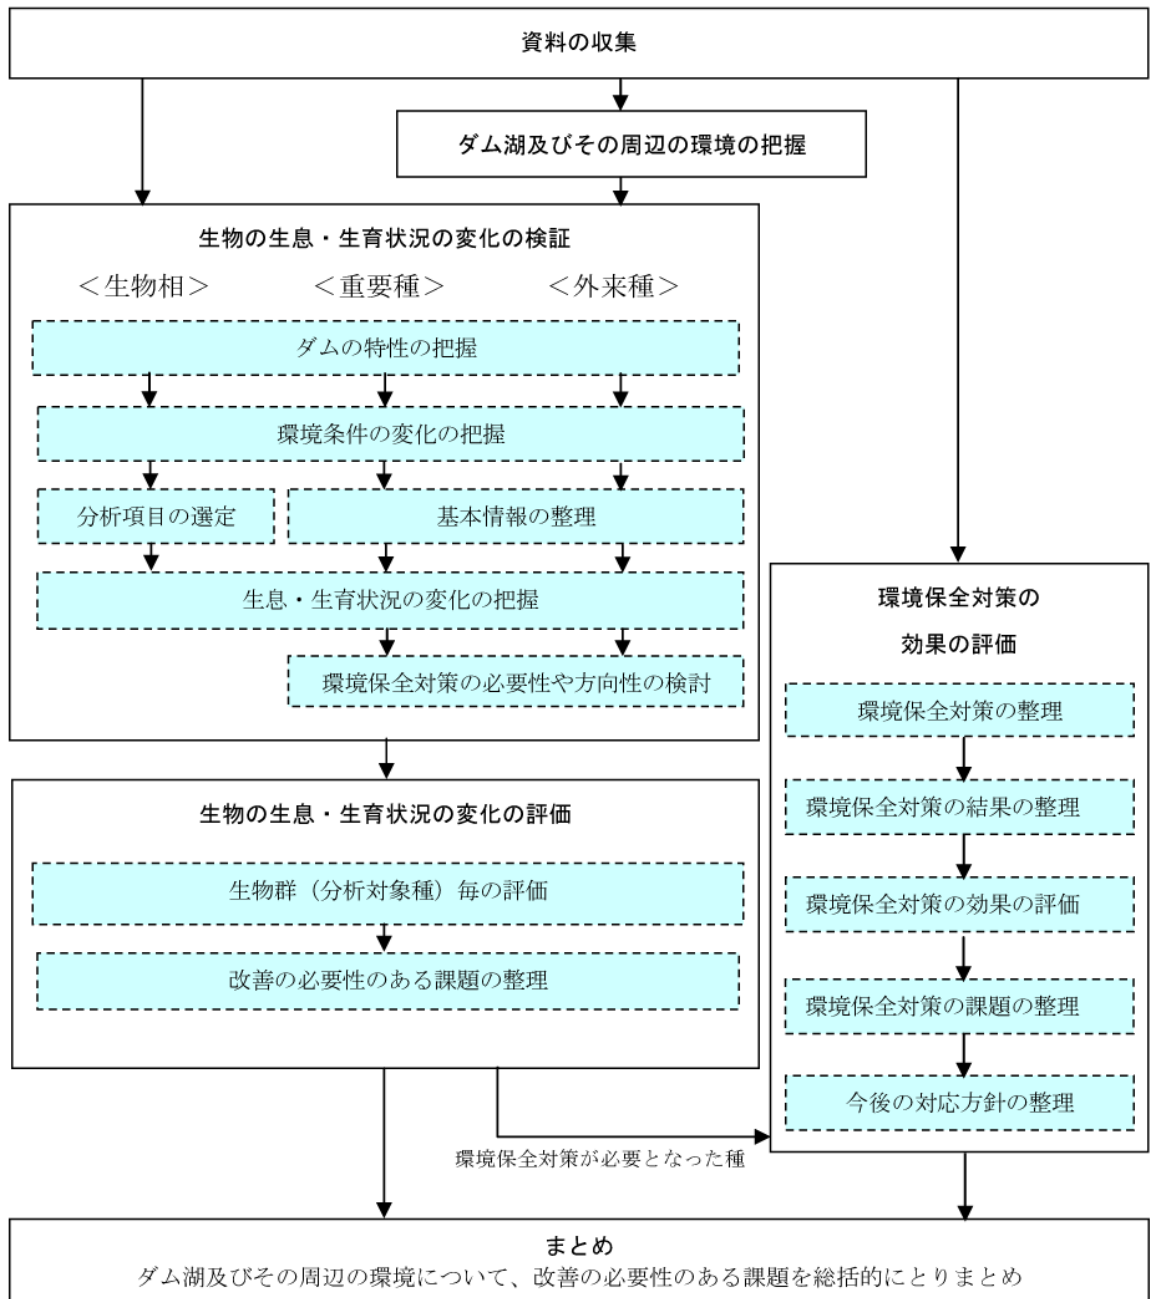 資料の収集
ダム湖及びその周辺の環境の把握
生物の生息・生育状況の変化の検証
＜生物相＞ ＜重要種＞ ＜外来種＞
ダムの特性の把握
環境条件の変化の把握
分析項目の選定 基本情報の整理
生息・生育状況の変化の把握
環境保全対策の必要性や方向性の検討
生物の生息・生育状況の変化の評価
生物群（分析対象種）毎の評価
改善の必要性のある課題の整理
環境保全対策の
効果の評価
環境保全対策の整理
環境保全対策の結果の整理
環境保全対策の効果の評価
環境保全対策の課題の整理
今後の対応方針の整理
環境保全対策が必要となった種
まとめ
ダム湖及びその周辺の環境について、改善の必要性のある課題を総括的にとりまとめ